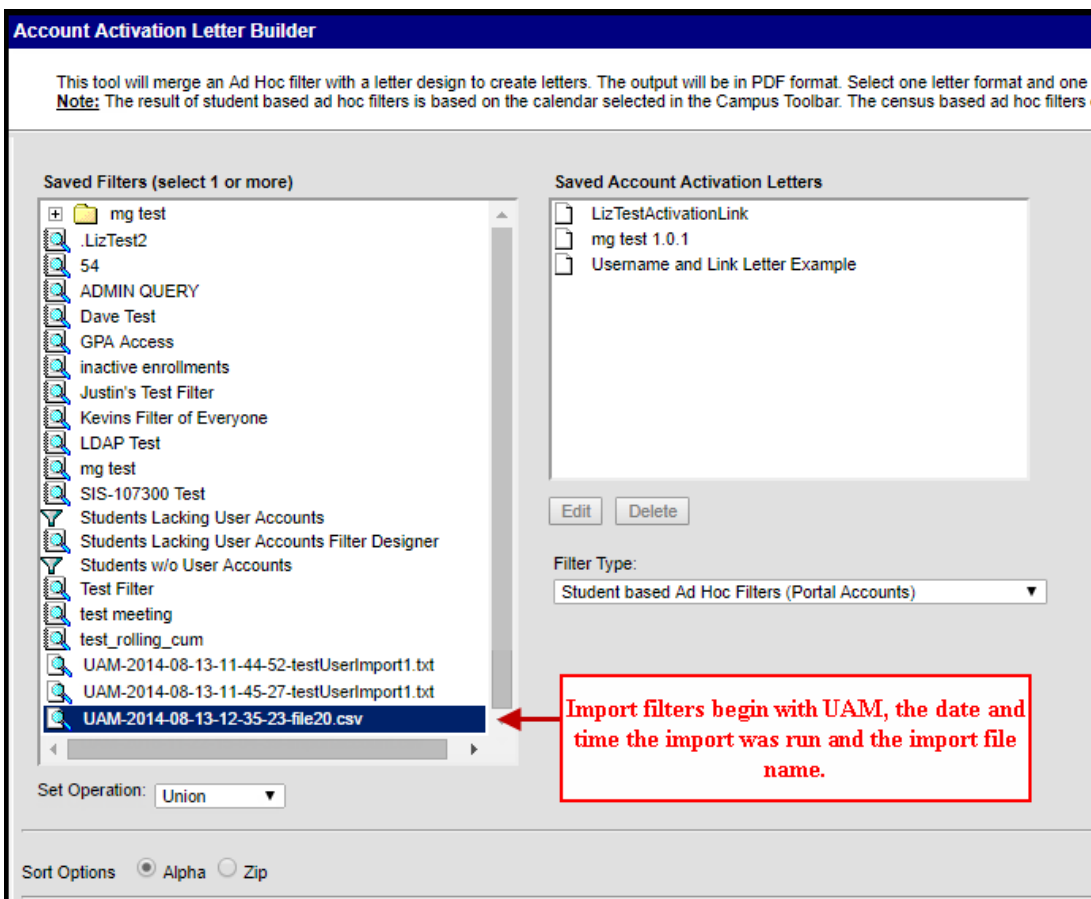 Account Activation Letter Builder
This tool will merge an Ad Hoc filter with a letter design to create letters. The output will be in PDF format. Select one letter format and one
Note: The result of student based ad hoc filters is based on the calendar selected in the Campus Toolbar. The census based ad hoc filters
Saved Filters (select 1 or more)
mg test
.LizTest2
54
ADMIN QUERY
Dave Test
GPA Access
inactive enrollments
Justin's Test Filter
Kevins Filter of Everyone
LDAP Test
mg test
SIS-107300 Test
Students Lacking User Accounts
Students Lacking User Accounts Filter Designer
Students w/o User Accounts
Test Filter
test meeting
test_rolling_cum
UAM-2014-08-13-11-44-52-testUserImport1.txt
UAM-2014-08-13-11-45-27-testUserImport1.txt
UAM-2014-08-13-12-35-23-file20.csv
Set Operation: Union
Saved Account Activation Letters
LizTestActivationLink
mg test 1.0.1
Username and Link Letter Example
Edit Delete
Filter Type:
Student based Ad Hoc Filters (Portal Accounts)
Import filters begin with UAM, the date and
time the import was run and the import file
name.
Sort Options Alpha Zip